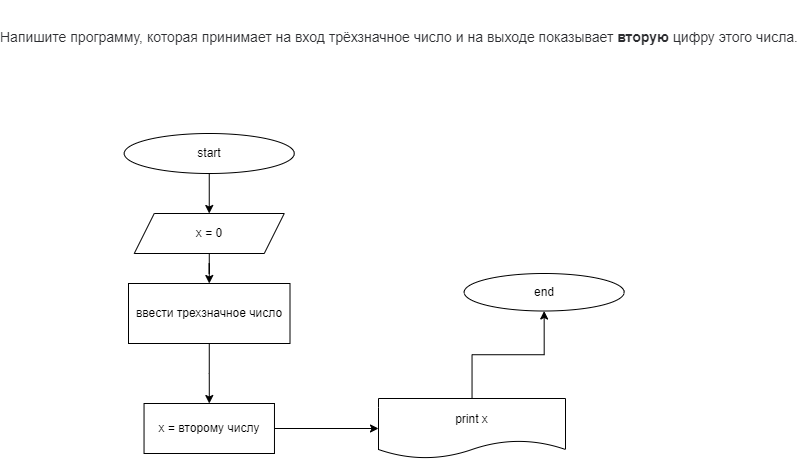 Напишите программу, которая принимает на вход трёхзначное число и на выходе показывает вторую цифру этого числа.
start
x = 0
ввести трехзначное число
x = второму числу
print x
end